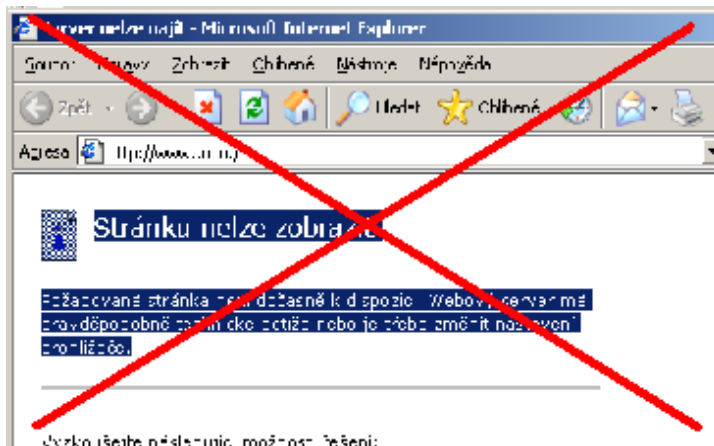 Server nelze najít - Microsoft Internet Explorer
Soubor Úpravy Zobrazit Oblíbené Nástroje Nápověda
Zpět Hledat Oblíbené
Adresa
Stránku nelze zobrazit
Požadovaná stránka není dočasně k dispozici. Webový server má
pravděpodobně technické potíže nebo je třeba změnit nastavení
prohlížeče.
Vyzkoušejte následující možnosti řešení: